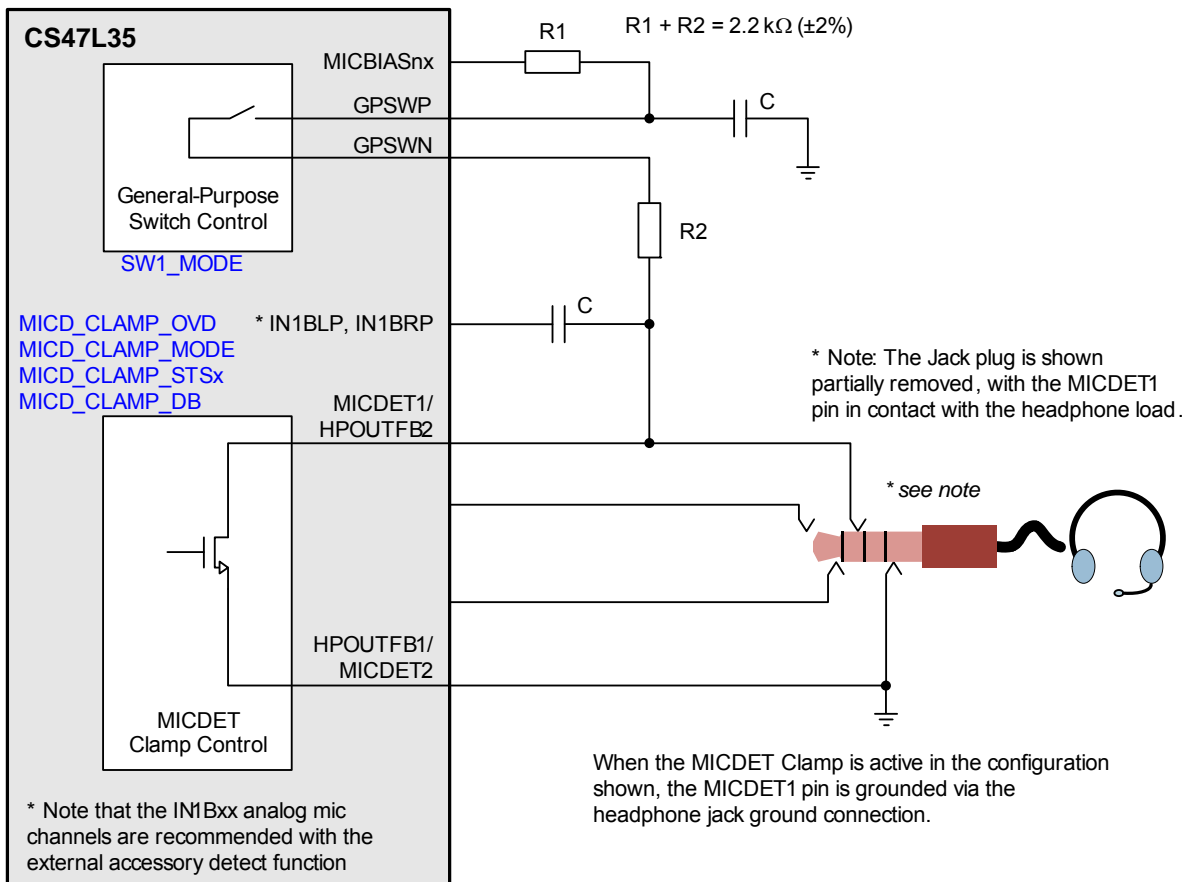 CS47L35
R1
R1 + R2 = 2.2 kΩ (±2%)
MICBIASnx
GPSWP
C
GPSWN
General-Purpose
Switch Control
SW1_MODE
R2
MICD_CLAMP_OVD
MICD_CLAMP_MODE
MICD_CLAMP_STSx
MICD_CLAMP_DB
* IN1BLP, IN1BRP
C
* Note: The Jack plug is shown
partially removed, with the MICDET1
pin in contact with the headphone load.
MICDET1/
HPOUTFB2
* see note
HPOUTFB1/
MICDET2
MICDET
Clamp Control
When the MICDET Clamp is active in the configuration
shown, the MICDET1 pin is grounded via the
headphone jack ground connection.
* Note that the IN1Bxx analog mic
channels are recommended with the
external accessory detect function